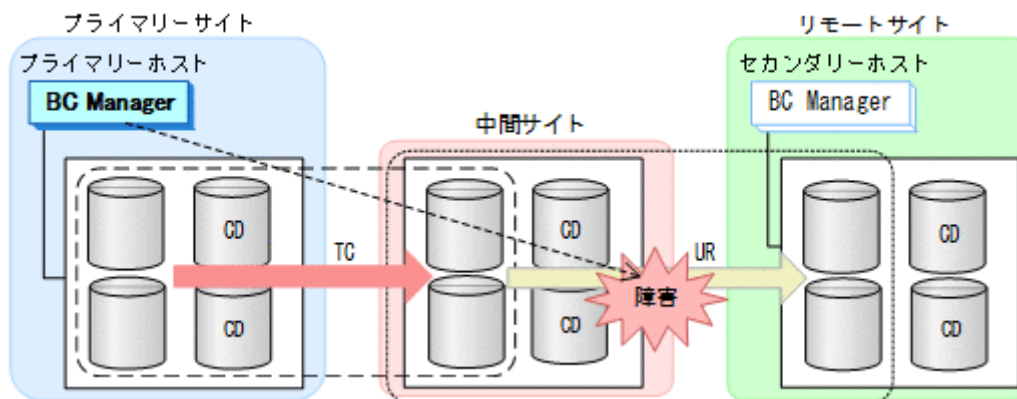 プライマリーサイト
リモートサイト
プライマリーホスト
セカンダリーホスト
BC Manager
BC Manager
中間サイト
CD
CD
CD
TC
UR
障害
CD
CD
CD